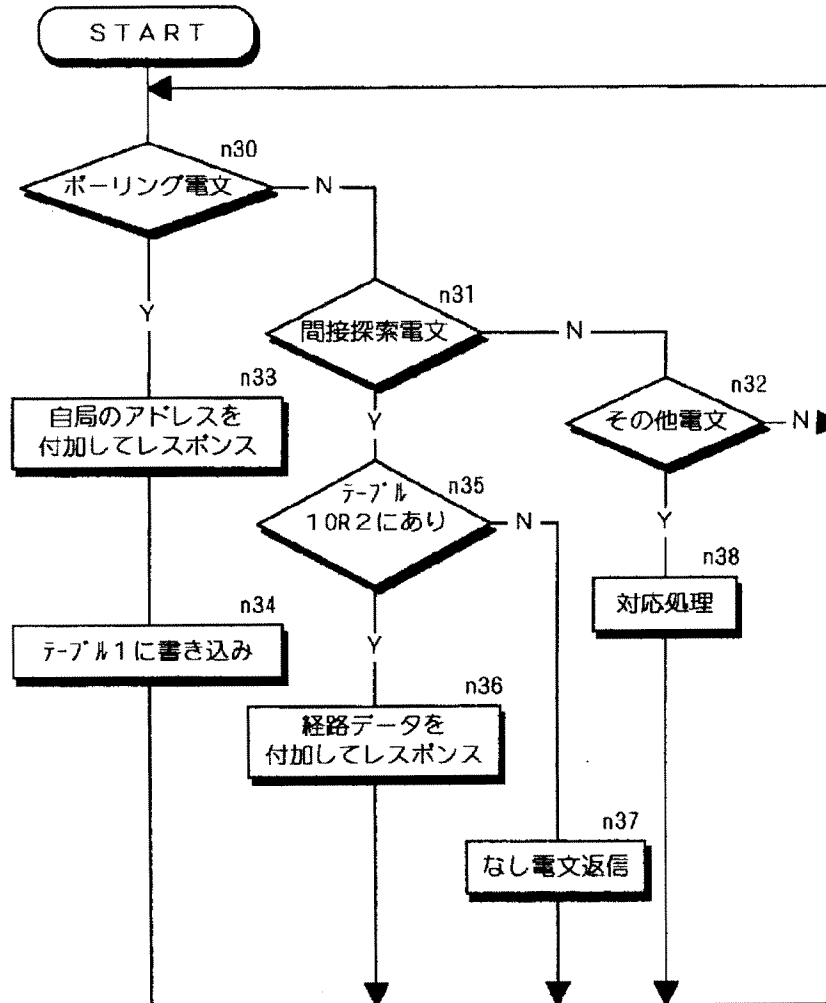 START
n30
ポーリング電文
N
Y
n31
間接探索電文
N
Y
n32
その他電文
N
Y
n33
自局のアドレスを
付加してレスポンス
n34
テーブル1に書き込み
n35
テーブル
1OR2にあり
N
Y
n36
経路データを
付加してレスポンス
n37
なし電文返信
n38
対応処理